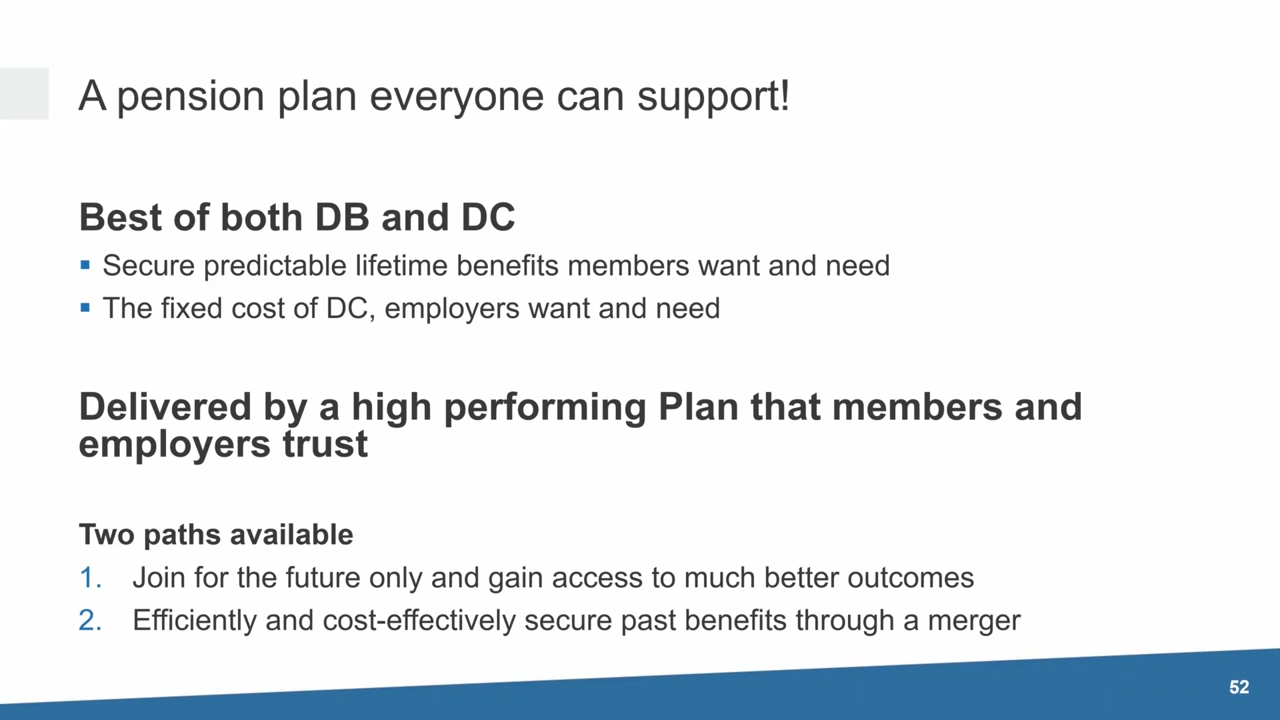 A pension plan everyone can support!
Best of both DB and DC
▪ Secure predictable lifetime benefits members want and need
▪ The fixed cost of DC, employers want and need
Delivered by a high performing Plan that members and
employers trust
Two paths available
1. Join for the future only and gain access to much better outcomes
2. Efficiently and cost-effectively secure past benefits through a merger
52